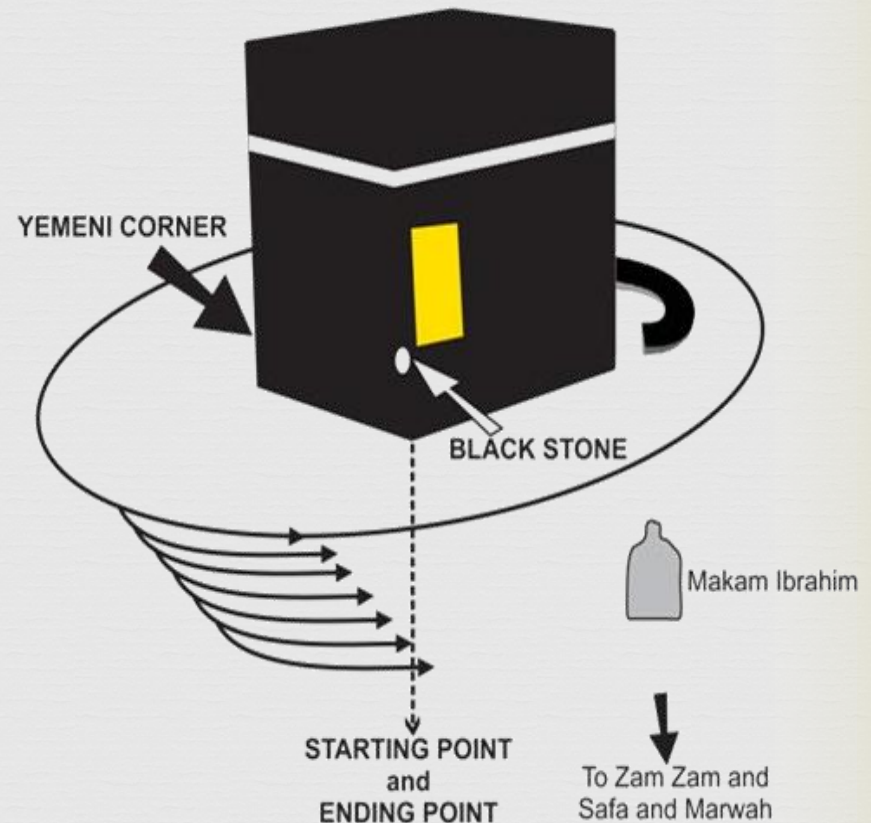 YEMENI CORNER
BLACK STONE
Makam Ibrahim
STARTING POINT
and
ENDING POINT
To Zam Zam and
Safa and Marwah